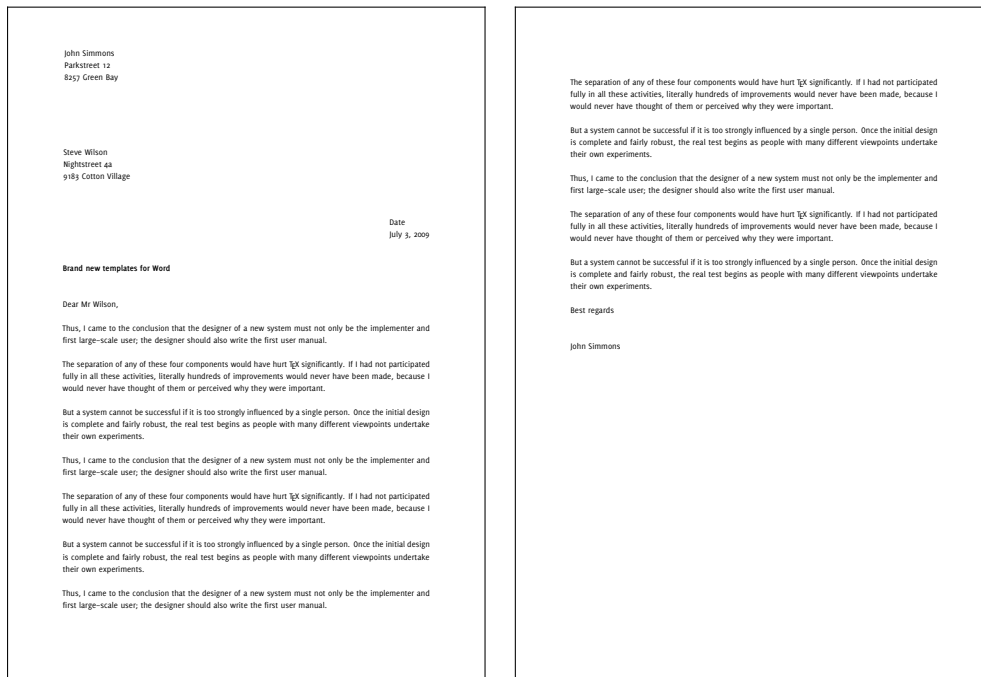 John Simmons
Parkstreet 12
8257 Green Bay
Steve Wilson
Nightstreet 4a
9183 Cotton Village
Date
July 3, 2009
Brand new templates for Word
Dear Mr Wilson,
Thus, I came to the conclusion that the designer of a new system must not only be the implementer and
first large-scale user; the designer should also write the first user manual.
The separation of any of these four components would have hurt TEX significantly. If I had not participated
fully in all these activities, literally hundreds of improvements would never have been made, because I
would never have thought of them or perceived why they were important.
But a system cannot be successful if it is too strongly influenced by a single person. Once the initial design
is complete and fairly robust, the real test begins as people with many different viewpoints undertake
their own experiments.
Thus, I came to the conclusion that the designer of a new system must not only be the implementer and
first large-scale user; the designer should also write the first user manual.
The separation of any of these four components would have hurt TEX significantly. If I had not participated
fully in all these activities, literally hundreds of improvements would never have been made, because I
would never have thought of them or perceived why they were important.
But a system cannot be successful if it is too strongly influenced by a single person. Once the initial design
is complete and fairly robust, the real test begins as people with many different viewpoints undertake
their own experiments.
Thus, I came to the conclusion that the designer of a new system must not only be the implementer and
first large-scale user; the designer should also write the first user manual.
The separation of any of these four components would have hurt TEX significantly. If I had not participated
fully in all these activities, literally hundreds of improvements would never have been made, because I
would never have thought of them or perceived why they were important.
But a system cannot be successful if it is too strongly influenced by a single person. Once the initial design
is complete and fairly robust, the real test begins as people with many different viewpoints undertake
their own experiments.
Thus, I came to the conclusion that the designer of a new system must not only be the implementer and
first large-scale user; the designer should also write the first user manual.
The separation of any of these four components would have hurt TEX significantly. If I had not participated
fully in all these activities, literally hundreds of improvements would never have been made, because I
would never have thought of them or perceived why they were important.
But a system cannot be successful if it is too strongly influenced by a single person. Once the initial design
is complete and fairly robust, the real test begins as people with many different viewpoints undertake
their own experiments.
Best regards
John Simmons